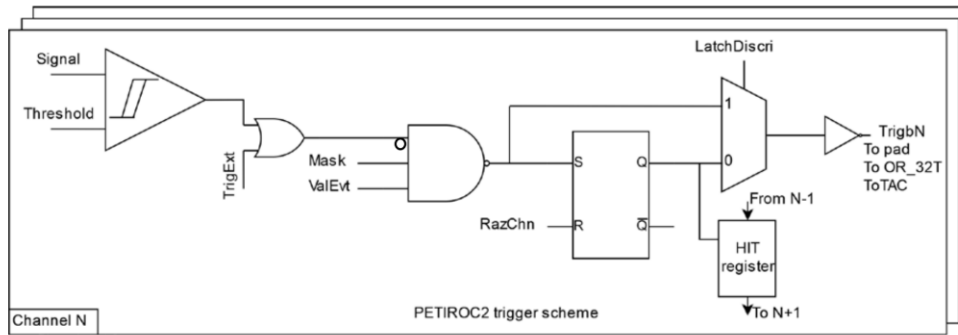 LatchDiscri
Signal
Threshold
TrigExt
Mask
ValEvt
RazChn
S
Q
R
Q
1
0
TrigbN
To pad
To OR_32T
ToTAC
From N-1
HIT
register
To N+1
Channel N
PETIROC2 trigger scheme